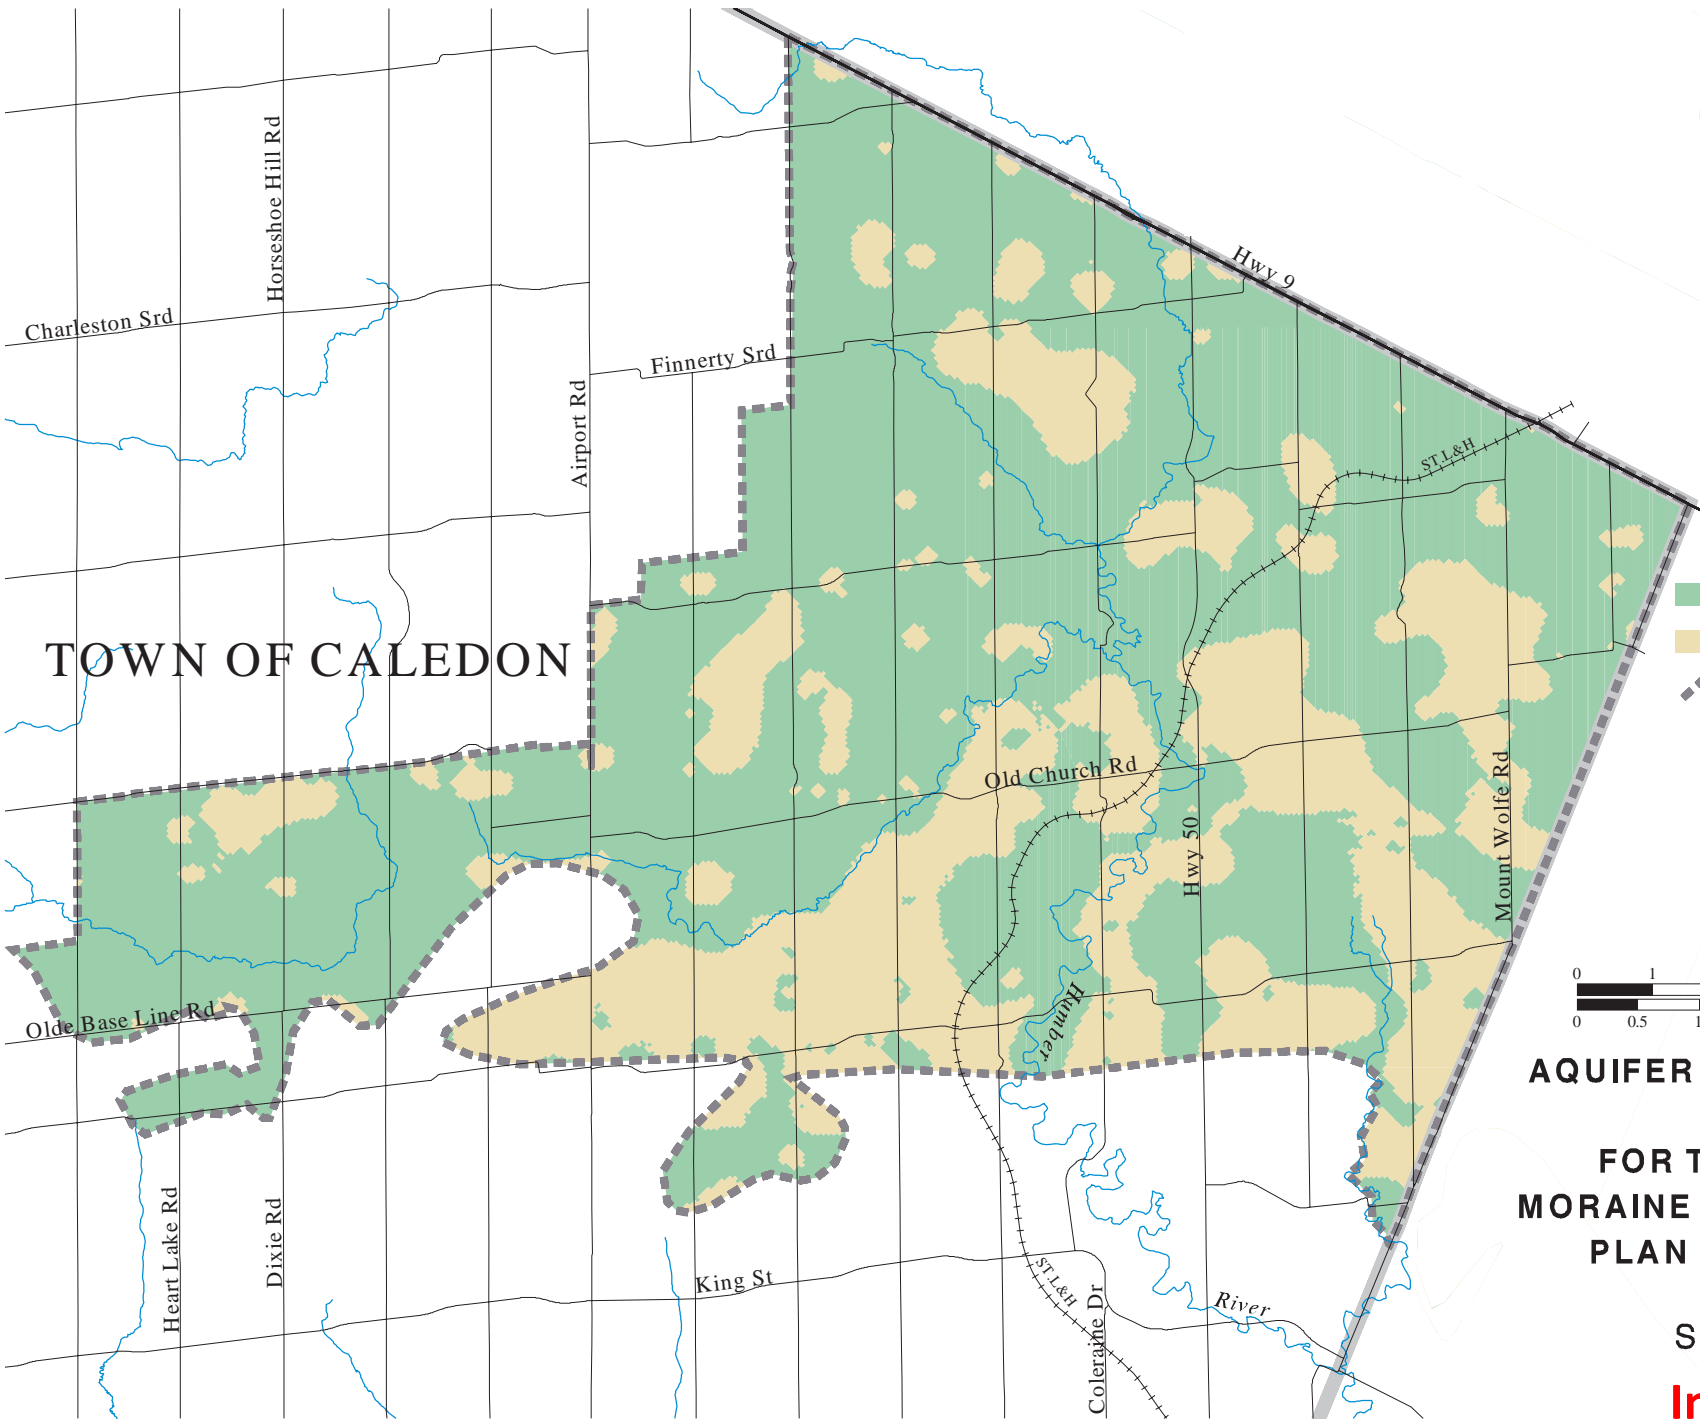 Horseshoe Hill Rd
Hwy 9
Charleston Srd
Finnerty Srd
Airport Rd
ST.L&H
TOWN OF CALEDON
Old Church Rd
Mount Wolfe Rd
Hwy 50
0 1
0 0.5 1
Olde Base Line Rd
Humber
AQUIFER
FOR T
MORAINE
PLAN
Heart Lake Rd
Dixie Rd
King St
ST.L&H
Coleraine Dr
River
S
In